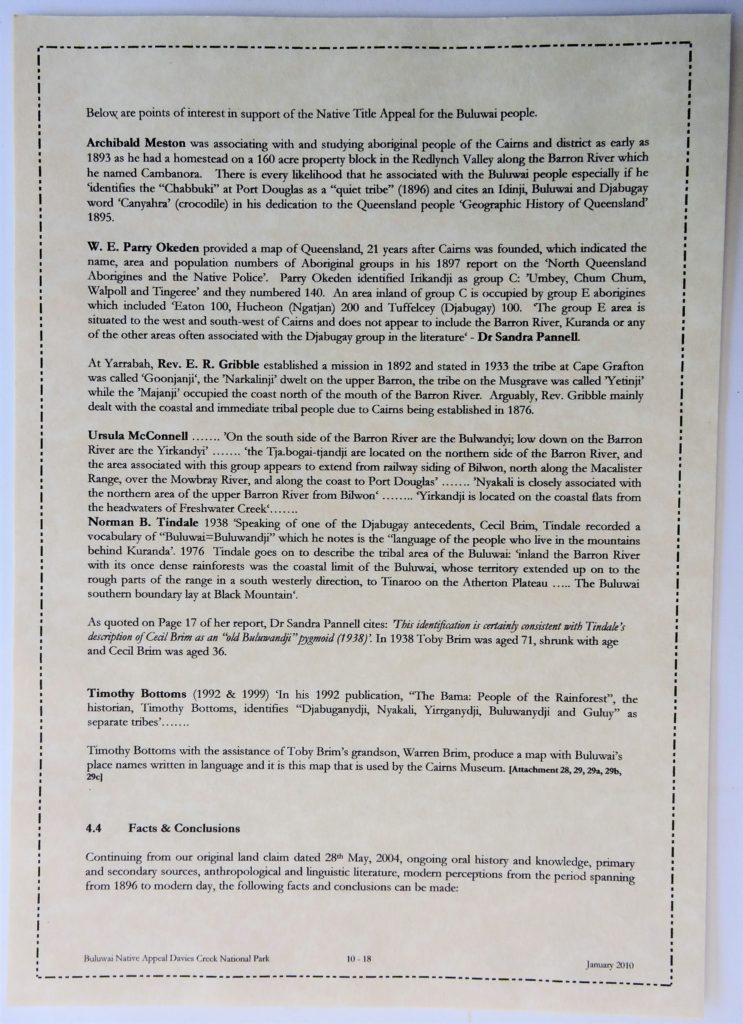 Below are points of interest in support of the Native Title Appeal for the Buluwai people.
Archibald Meston was associating with and studying aboriginal people of the Cairns and district as early as
1893 as he had a homestead on a 160 acre property block in the Redlynch Valley along the Barron River which
he named Cambanora. There is every likelihood that he associated with the Buluwai people especially if he
'identifies the "Chabbuki" at Port Douglas as a "quiet tribe" (1896) and cites an Idinji, Buluwai and Djabugay
word 'Canyahra' (crocodile) in his dedication to the Queensland people 'Geographic History of Queensland'
1895.
W. E. Parry Okeden provided a map of Queensland, 21 years after Cairns was founded, which indicated the
name, area and population numbers of Aboriginal groups in his 1897 report on the 'North Queensland
Aborigines and the Native Police'. Parry Okeden identified Irikandji as group C: 'Umbey, Chum Chum,
Walpoll and Tingeree' and they numbered 140. An area inland of group C is occupied by group E aborigines
which included 'Eaton 100, Hucheon (Ngatjan) 200 and Tuffelcey (Djabugay) 100. 'The group E area is
situated to the west and south-west of Cairns and does not appear to include the Barron River, Kuranda or any
of the other areas often associated with the Djabugay group in the literature' - Dr Sandra Pannell.
At Yarrabah, Rev. E. R. Gribble established a mission in 1892 and stated in 1933 the tribe at Cape Grafton
was called 'Goonjanji', the 'Narkalinji' dwelt on the upper Barron, the tribe on the Musgrave was called 'Yetinji'
while the 'Majanji' occupied the coast north of the mouth of the Barron River. Arguably, Rev. Gribble mainly
dealt with the coastal and immediate tribal people due to Cairns being established in 1876.
Ursula McConnell ……. 'On the south side of the Barron River are the Bulwandyi; low down on the Barron
River are the Yirkandyi' ……. 'the Tja.bogai-tjandji are located on the northern side of the Barron River, and
the area associated with this group appears to extend from railway siding of Bilwon, north along the Macalister
Range, over the Mowbray River, and along the coast to Port Douglas' ……. 'Nyakali is closely associated with
the northern area of the upper Barron River from Bilwon' …….. 'Yirkandji is located on the coastal flats from
the headwaters of Freshwater Creek'…….
Norman B. Tindale 1938 'Speaking of one of the Djabugay antecedents, Cecil Brim, Tindale recorded a
vocabulary of "Buluwai=Buluwandji" which he notes is the "language of the people who live in the mountains
behind Kuranda'. 1976 Tindale goes on to describe the tribal area of the Buluwai: 'inland the Barron River
with its once dense rainforests was the coastal limit of the Buluwai, whose territory extended up on to the
rough parts of the range in a south westerly direction, to Tinaroo on the Atherton Plateau ….. The Buluwai
southern boundary lay at Black Mountain'.
As quoted on Page 17 of her report, Dr Sandra Pannell cites: 'This identification is certainly consistent with Tindale's
description of Cecil Brim as an "old Buluwandji" pygmoid (1938)'. In 1938 Toby Brim was aged 71, shrunk with age
and Cecil Brim was aged 36.
Timothy Bottoms (1992 & 1999) 'In his 1992 publication, "The Bama: People of the Rainforest", the
historian, Timothy Bottoms, identifies "Djabuganydji, Nyakali, Yirrganydji, Buluwanydji and Guluy" as
separate tribes'…….
Timothy Bottoms with the assistance of Toby Brim's grandson, Warren Brim, produce a map with Buluwai's
place names written in language and it is this map that is used by the Cairns Museum. [Attachment 28, 29, 29a, 29b,
29c]
4.4 Facts & Conclusions
Continuing from our original land claim dated 28th May, 2004, ongoing oral history and knowledge, primary
and secondary sources, anthropological and linguistic literature, modern perceptions from the period spanning
from 1896 to modern day, the following facts and conclusions can be made:
Buluwai Native Appeal Davies Creek National Park 10 - 18 January 2010